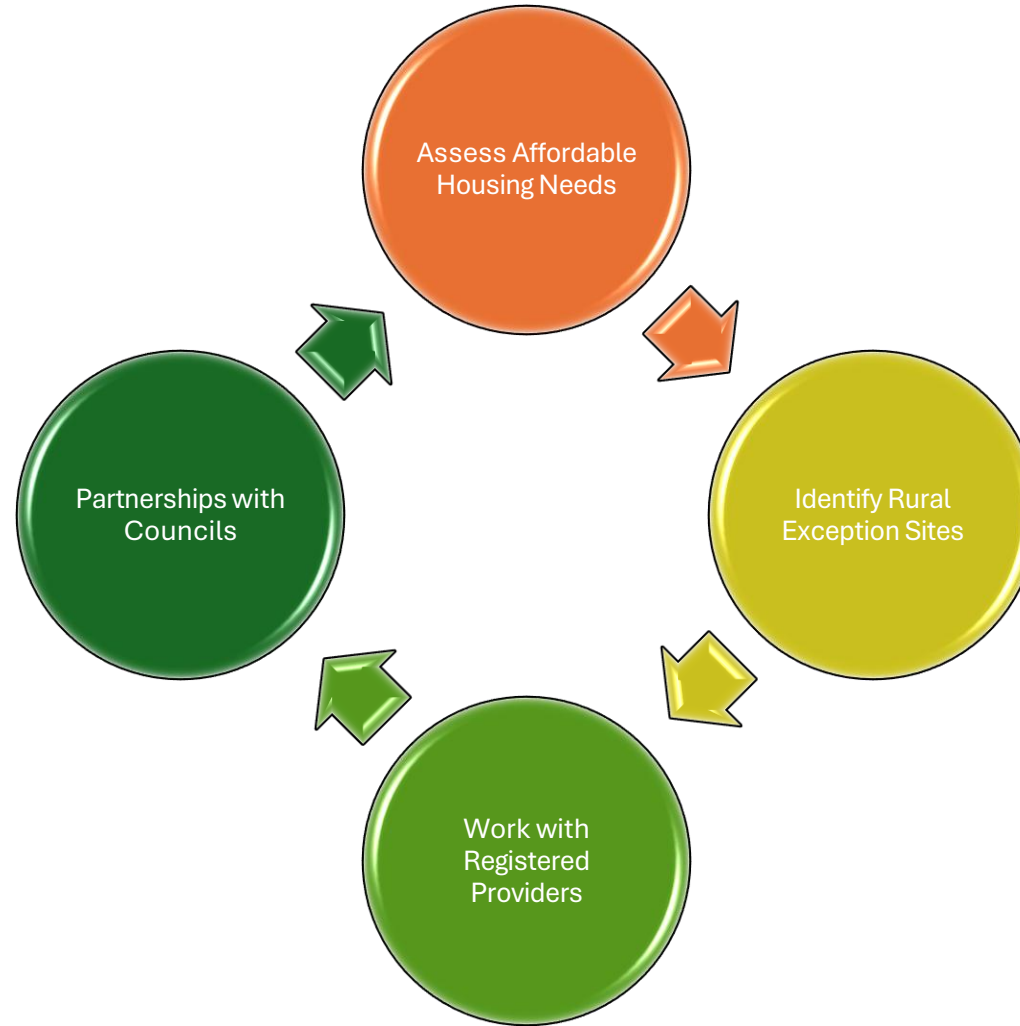 Assess Affordable
Housing Needs
Identify Rural
Exception Sites
Work with
Registered
Providers
Partnerships with
Councils